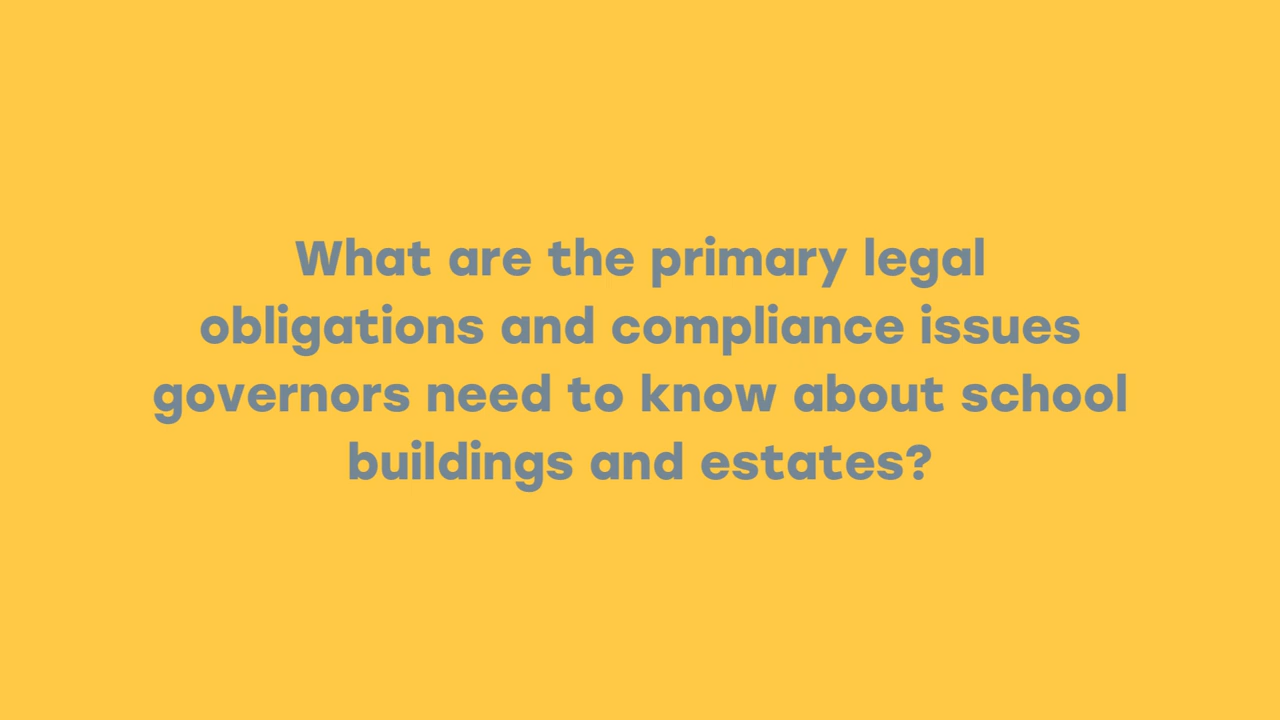 What are the primary legal
obligations and compliance issues
governors need to know about school
buildings and estates?